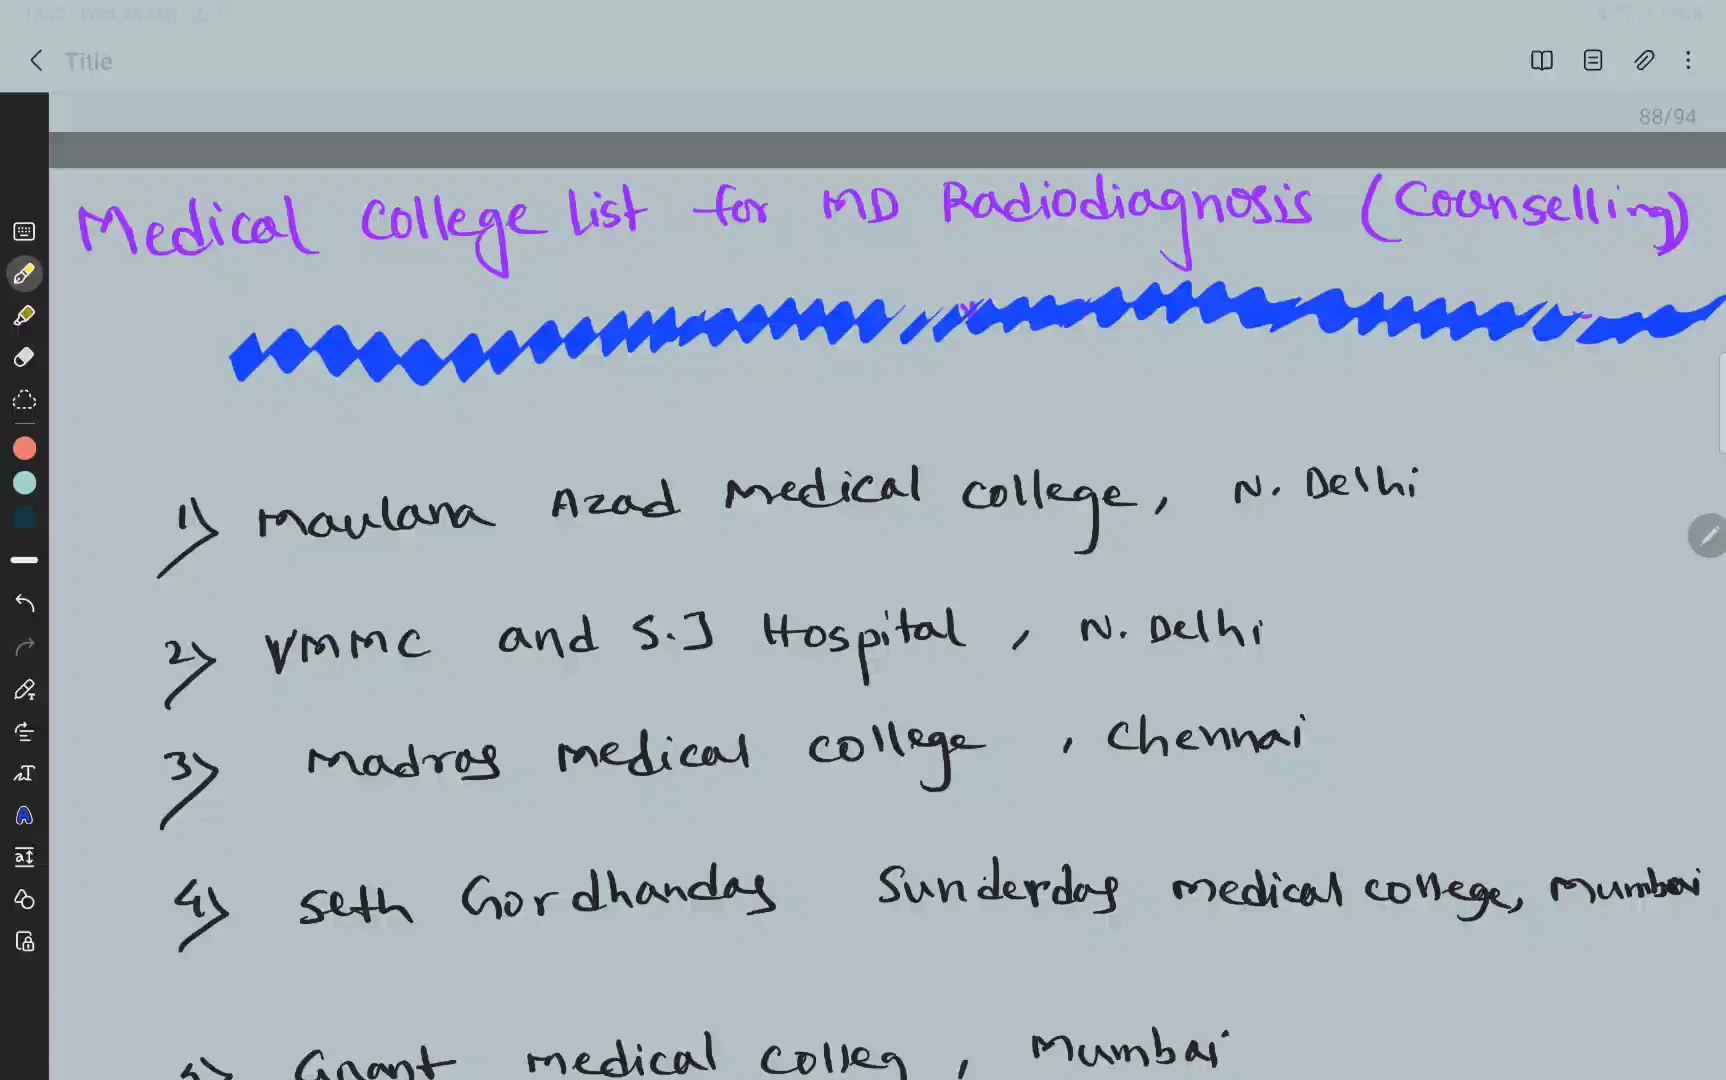 Title
88/94
Medical College List for MD Radiodiagnosis (Counselling)
1) Maulana Azad Medical College, N. Delhi
2) VMMC and S.J Hospital, N. Delhi
3) Madras Medical College, Chennai
4) Seth Gordhandas Sunderdas Medical College, Mumbai
5) Grant Medical Colleg, Mumbai